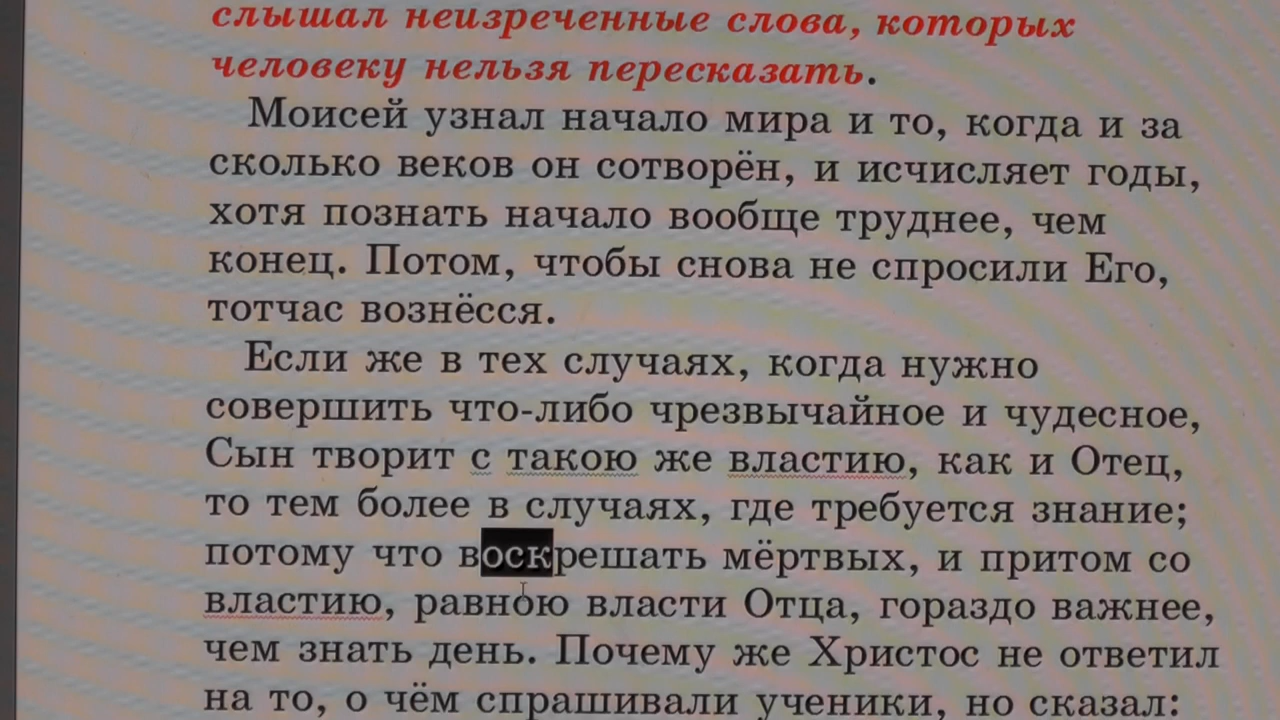 слышал неизреченные слова, которых
человеку нельзя пересказать.
Моисей узнал начало мира и то, когда и за
сколько веков он сотворён, и исчисляет годы,
хотя познать начало вообще труднее, чем
конец. Потом, чтобы снова не спросили Его,
тотчас вознёсся.
Если же в тех случаях, когда нужно
совершить что-либо чрезвычайное и чудесное,
Сын творит с такою же властию, как и Отец,
то тем более в случаях, где требуется знание;
потому что воскрешать мёртвых, и притом со
властию, равною власти Отца, гораздо важнее,
чем знать день. Почему же Христос не ответил
на то, о чём спрашивали ученики, но сказал: